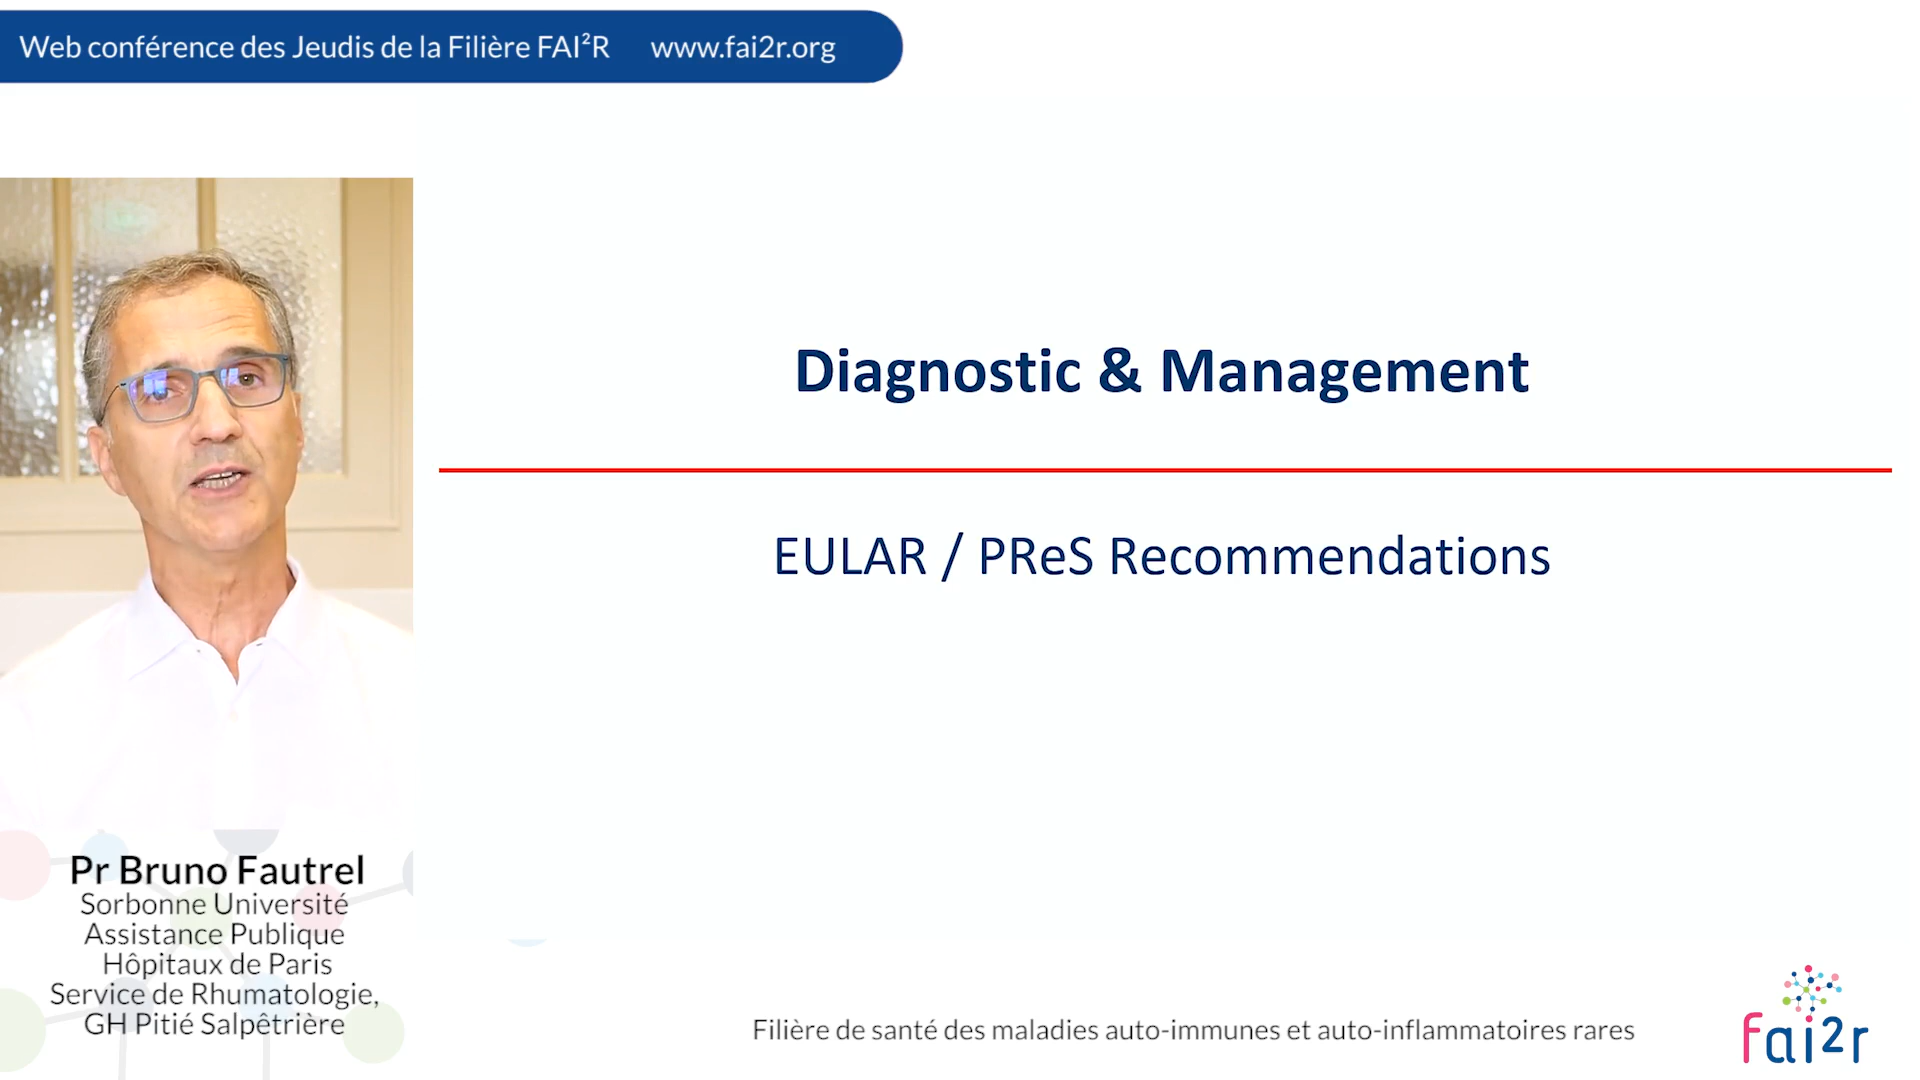 Web conférence des Jeudis de la Filière FAI²R www.fai2r.org
Diagnostic & Management
EULAR / PReS Recommendations
Pr Bruno Fautrel
Sorbonne Université
Assistance Publique
Hôpitaux de Paris
Service de Rhumatologie,
GH Pitié Salpêtrière
Filière de santé des maladies auto-immunes et auto-inflammatoires rares
fai2r